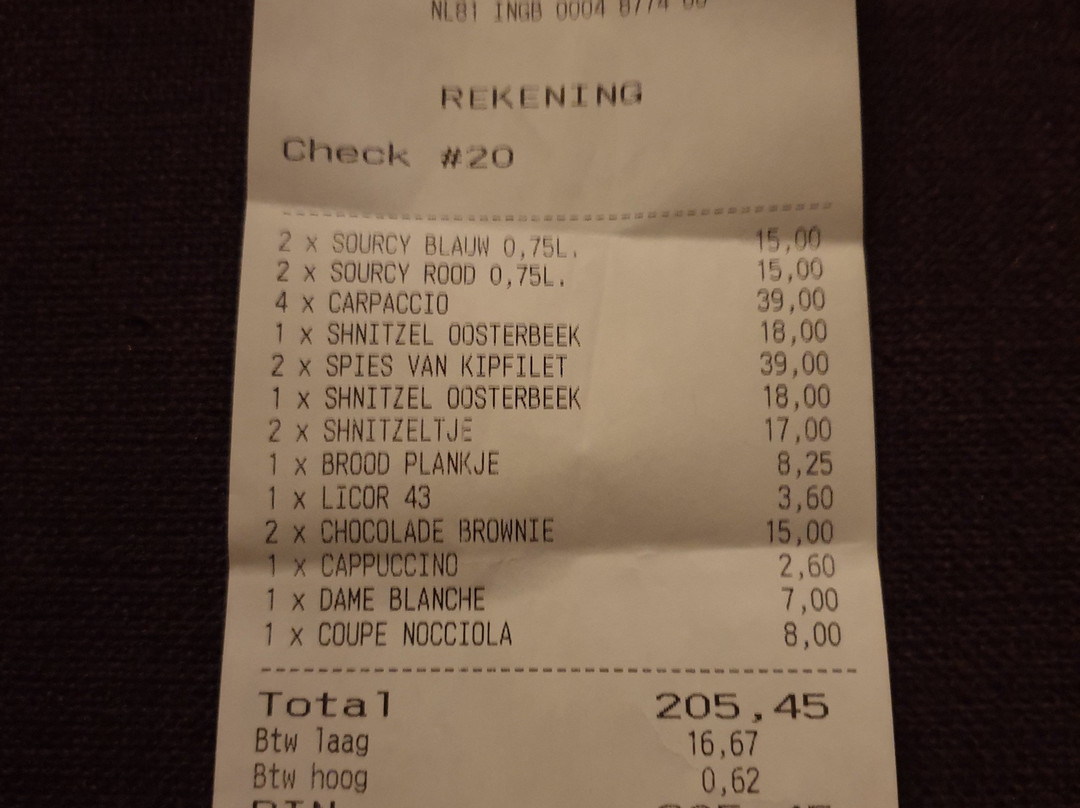 NL81 INGB 0004 8774
REKENING
Check #20
2 x SOURCY BLAUW 0,75L. 15,00
2 x SOURCY ROOD 0,75L. 15,00
4 x CARPACCIO 39,00
1 x SHNITZEL OOSTERBEEK 18,00
2 x SPIES VAN KIPFILET 39,00
1 x SHNITZEL OOSTERBEEK 18,00
2 x SHNITZELTJE 17,00
1 x BROOD PLANKJE 8,25
1 x LICOR 43 3,60
2 x CHOCOLADE BROWNIE 15,00
1 x CAPPUCCINO 2,60
1 x DAME BLANCHE 7,00
1 x COUPE NOCCIOLA 8,00
Total 205,45
Btw laag 16,67
Btw hoog 0,62